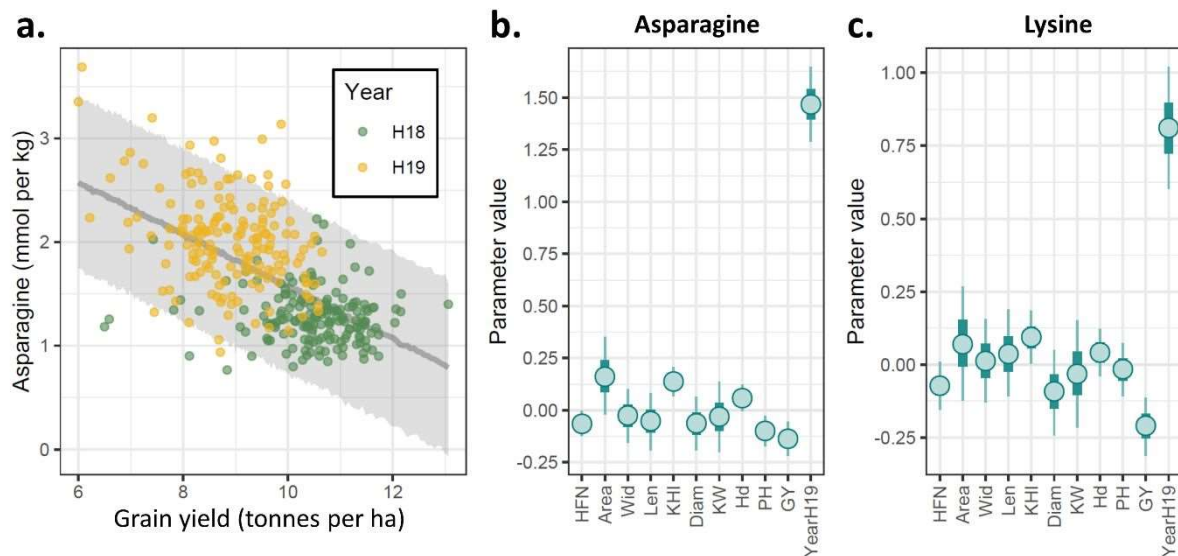 a.
Asparagine (mmol per kg)
3
2
1
0
6
8
10
12
Grain yield (tonnes per ha)
Year
H18
H19
b.
Asparagine
Parameter value
1.50
1.25
1.00
0.75
0.50
0.25
0.00
-0.25
HFN
Area
Wid
Len
KHI
Diam
KW
Hd
PH
GY
YearH19
c.
Lysine
Parameter value
1.00
0.75
0.50
0.25
0.00
-0.25
HFN
Area
Wid
Len
KHI
Diam
KW
Hd
PH
GY
YearH19